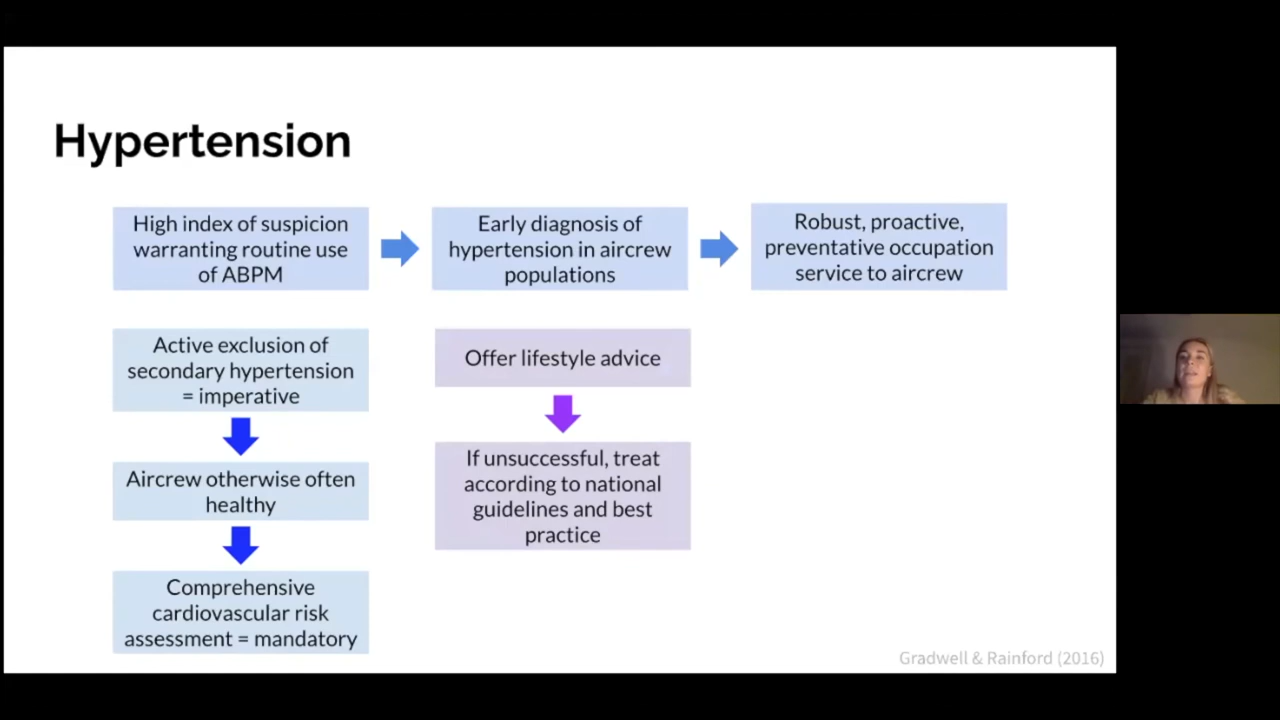 Hypertension
High index of suspicion
warranting routine use
of ABPM
Early diagnosis of
hypertension in aircrew
populations
Robust, proactive,
preventative occupation
service to aircrew
Active exclusion of
secondary hypertension
= imperative
Aircrew otherwise often
healthy
Comprehensive
cardiovascular risk
assessment = mandatory
Offer lifestyle advice
If unsuccessful, treat
according to national
guidelines and best
practice
Gradwell & Rainford (2016)